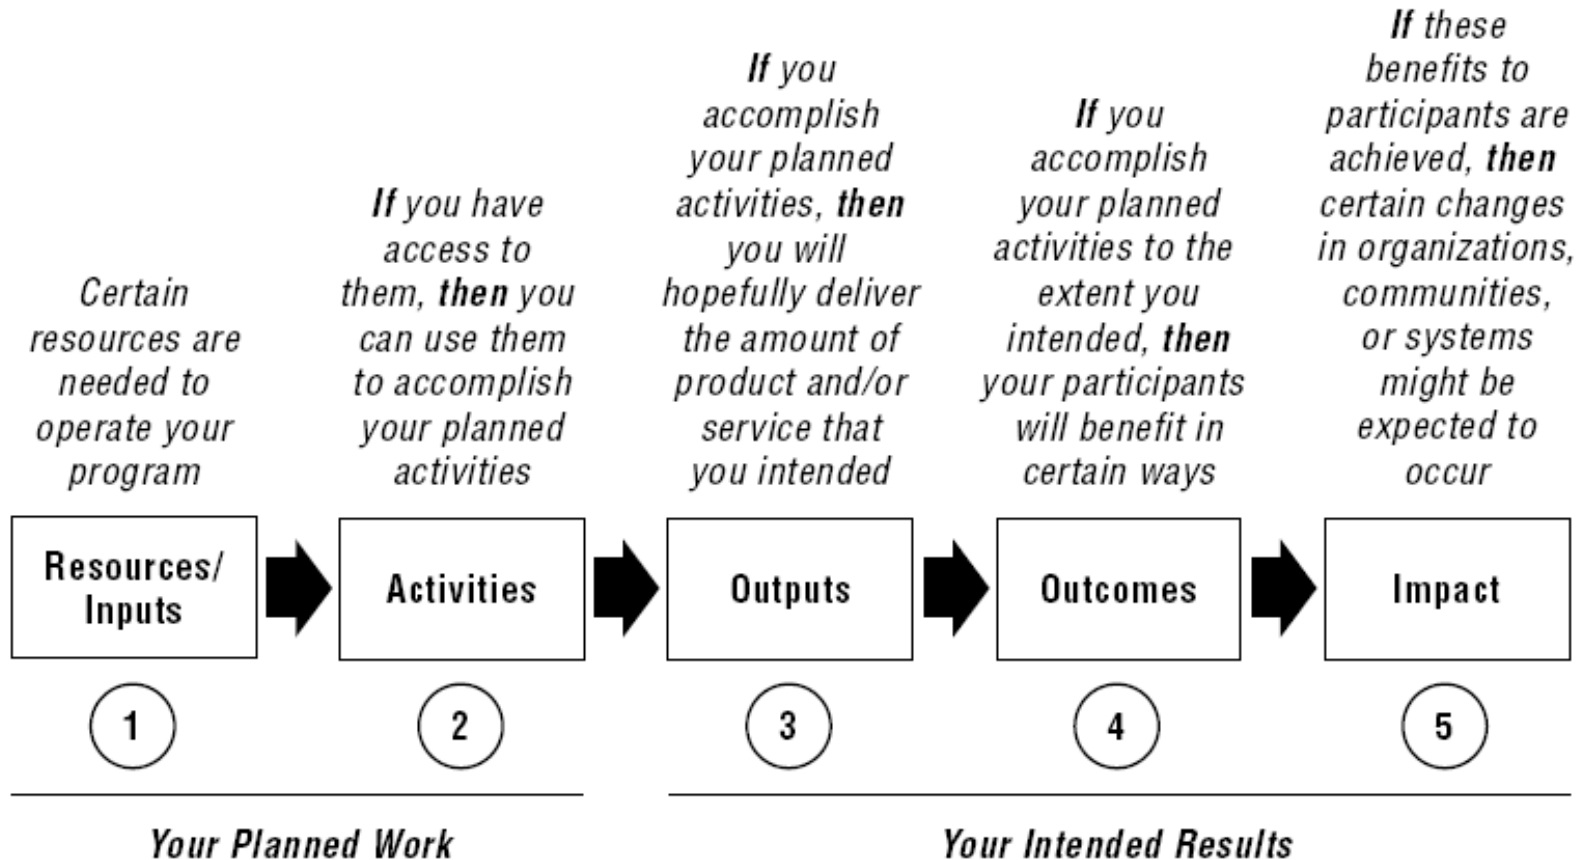 Certain
resources are
needed to
operate your
program
If you have
access to
them, then you
can use them
to accomplish
your planned
activities
If you
accomplish
your planned
activities, then
you will
hopefully deliver
the amount of
product and/or
service that
you intended
If you
accomplish
your planned
activities to the
extent you
intended, then
your participants
will benefit in
certain ways
If these
benefits to
participants are
achieved, then
certain changes
in organizations,
communities,
or systems
might be
expected to
occur
Resources/
Inputs
Activities
Outputs
Outcomes
Impact
1
2
3
4
5
Your Planned Work
Your Intended Results